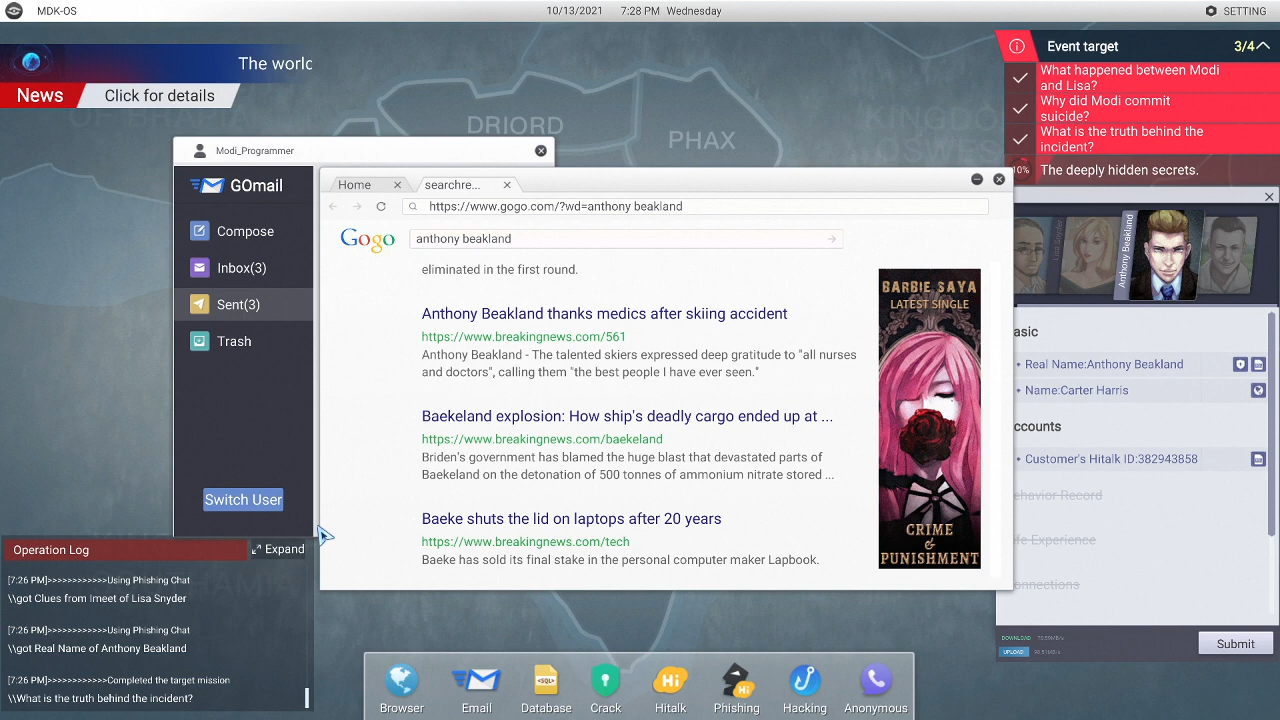 MDK-OS
10/13/2021 7:28 PM Wednesday
SETTING
The world
News
Click for details
DRIORD
PHAX
Event target
3/4
What happened between Modi
and Lisa?
Why did Modi commit
suicide?
What is the truth behind the
incident?
10%
The deeply hidden secrets.
Modi_Programmer
GOmail
Compose
Inbox(3)
Sent(3)
Trash
Switch User
Home
searchre...
https://www.gogo.com/?wd=anthony beakland
Gogo
anthony beakland
eliminated in the first round.
Anthony Beakland thanks medics after skiing accident
https://www.breakingnews.com/561
Anthony Beakland - The talented skiers expressed deep gratitude to "all nurses
and doctors", calling them "the best people I have ever seen."
Baekeland explosion: How ship's deadly cargo ended up at ...
https://www.breakingnews.com/baekeland
Briden's government has blamed the huge blast that devastated parts of
Baekeland on the detonation of 500 tonnes of ammonium nitrate stored ...
Baeke shuts the lid on laptops after 20 years
https://www.breakingnews.com/tech
Baeke has sold its final stake in the personal computer maker Lapbook.
BARBIE SAYA
LATEST SINGLE
CRIME
&
PUNISHMENT
Lisa Snyder
Anthony Beakland
asic
Real Name:Anthony Beakland
Name:Carter Harris
ccounts
Customer's Hitalk ID:382943858
ehavior Record
ife Experience
onnections
DOWNLOAD
UPLOAD
Submit
Operation Log
Expand
[7:26 PM]>>>>>>>>>>>>Using Phishing Chat
\\got Clues from Imeet of Lisa Snyder
[7:26 PM]>>>>>>>>>>>>Using Phishing Chat
\\got Real Name of Anthony Beakland
[7:26 PM]>>>>>>>>>>>>Completed the target mission
\\What is the truth behind the incident?
Browser
Email
Database
Crack
Hi
Hitalk
Hi
Phishing
Hacking
Anonymous